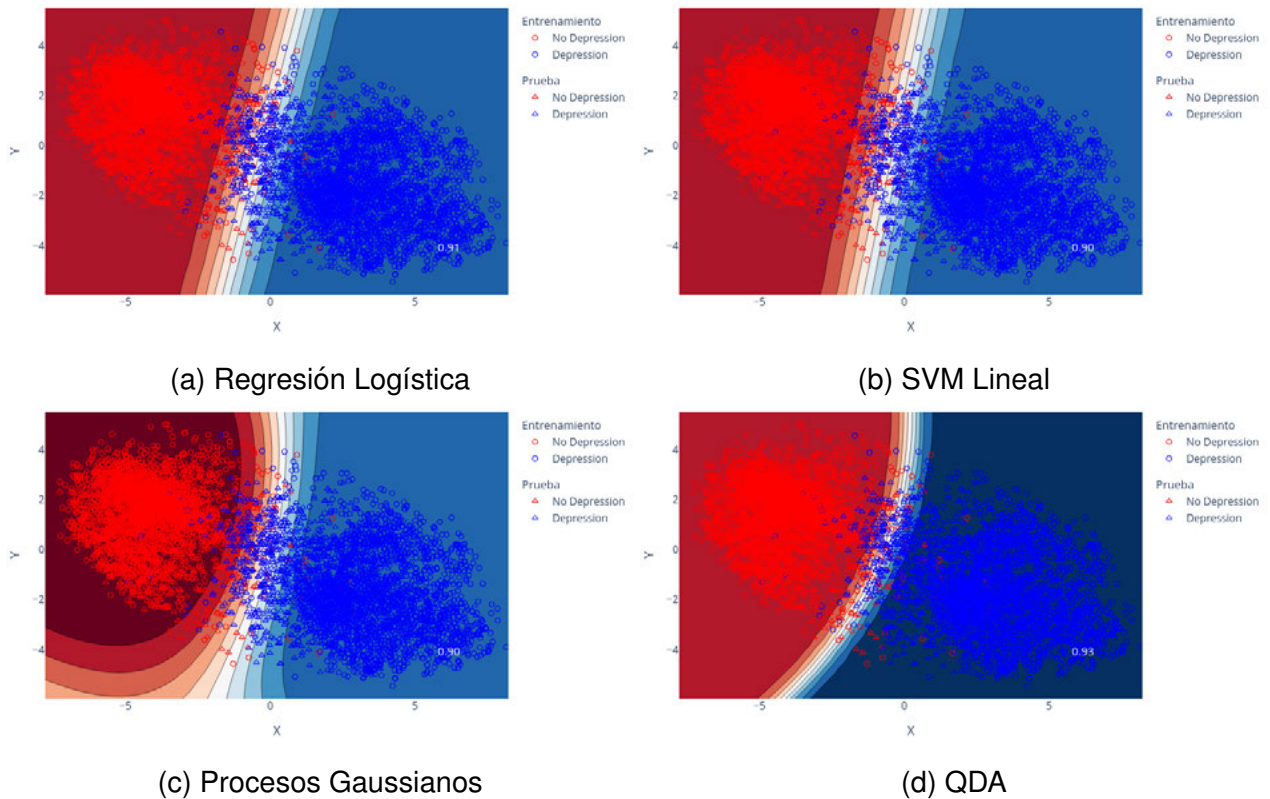 Entrenamiento
No Depression
Depression
Prueba
No Depression
Depression
4
2
0
−2
−4
Y
0.91
−5
0
5
X
(a) Regresión Logística
Entrenamiento
No Depression
Depression
Prueba
No Depression
Depression
4
2
0
−2
−4
Y
0.90
−5
0
5
X
(b) SVM Lineal
Entrenamiento
No Depression
Depression
Prueba
No Depression
Depression
4
2
0
−2
−4
Y
0.90
−5
0
5
X
(c) Procesos Gaussianos
Entrenamiento
No Depression
Depression
Prueba
No Depression
Depression
4
2
0
−2
−4
Y
0.93
−5
0
5
X
(d) QDA